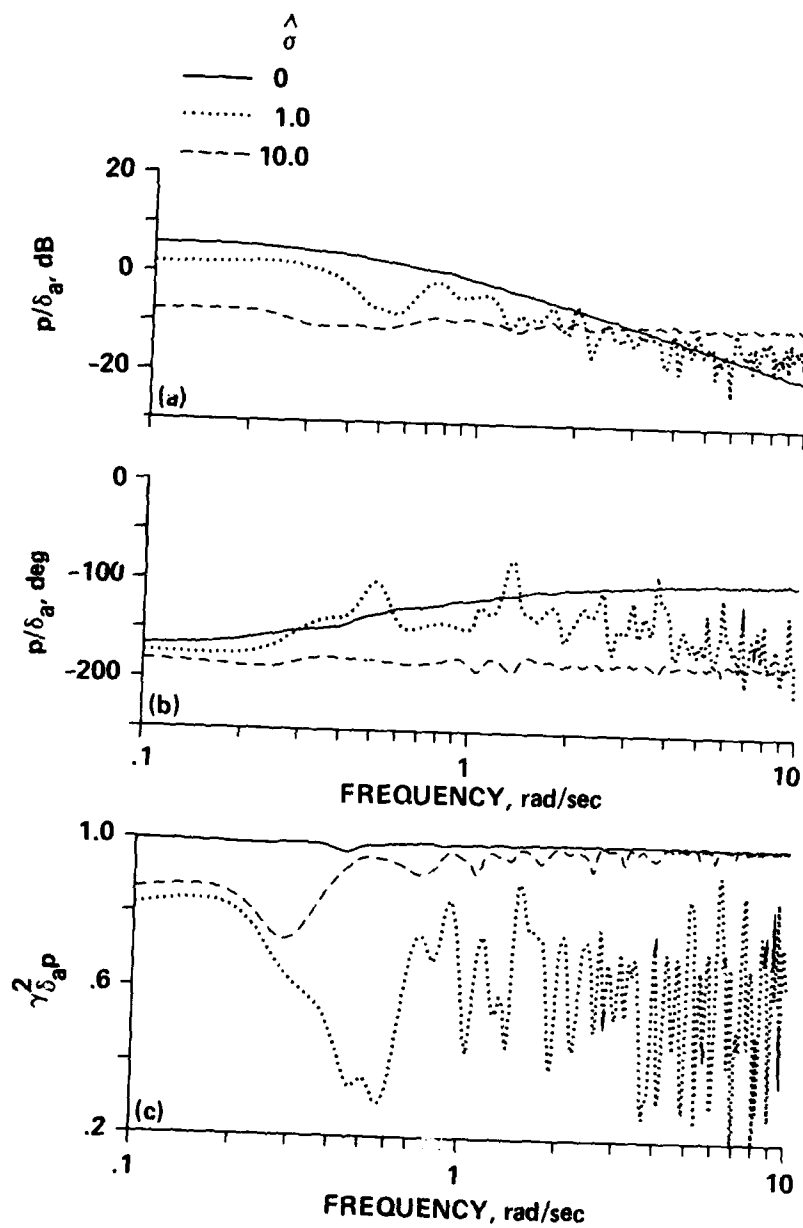 σ̂
0
1.0
10.0
20
0
-20
p/δa, dB
(a)
0
-100
-200
p/δa, deg
(b)
.1 1 10
FREQUENCY, rad/sec
1.0
.6
.2
γ²δap
(c)
.1 1 10
FREQUENCY, rad/sec